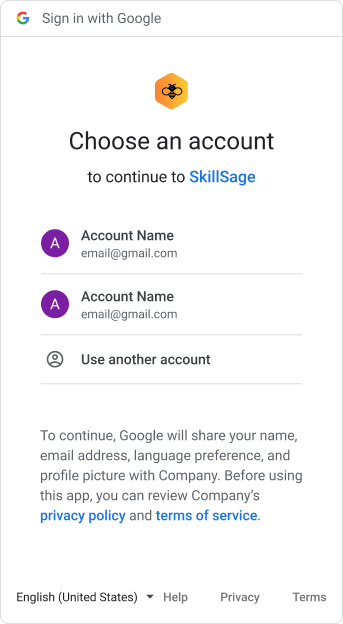 Sign in with Google
Choose an account
to continue to SkillSage
A
Account Name
email@gmail.com
A
Account Name
email@gmail.com
Use another account
To continue, Google will share your name,
email address, language preference, and
profile picture with Company. Before using
this app, you can review Company’s
privacy policy and terms of service.
English (United States) Help Privacy Terms